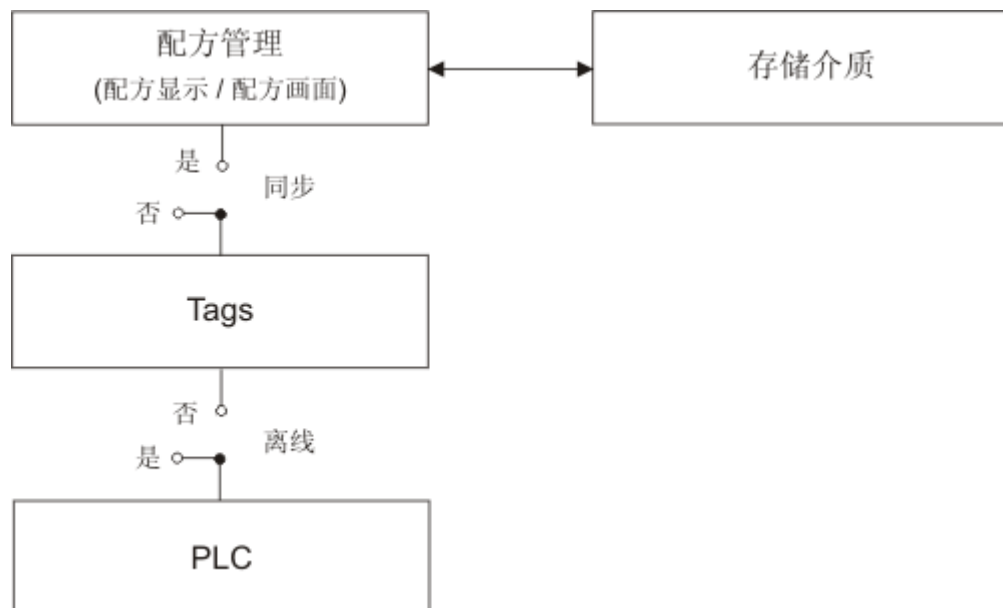 配方管理
(配方显示 / 配方画面)
存储介质
是
同步
否
Tags
否
离线
是
PLC